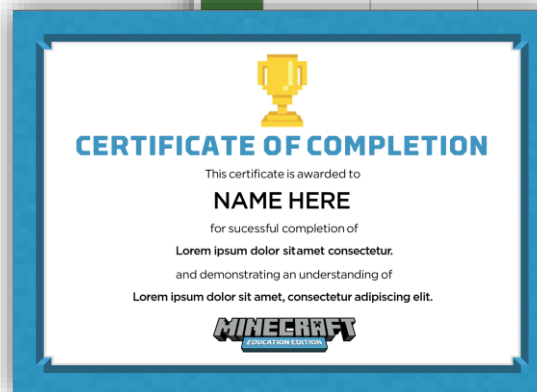 CERTIFICATE OF COMPLETION
This certificate is awarded to
NAME HERE
for sucessful completion of
Lorem ipsum dolor sitamet consectetur.
and demonstrating an understanding of
Lorem ipsum dolor sit amet, consectetur adipiscing elit.
MINECRAFT
EDUCATION EDITION